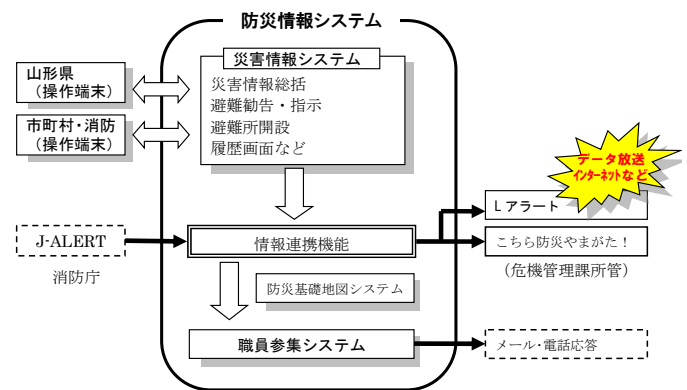 防災情報システム
災害情報システム
災害情報総括
避難勧告・指示
避難所開設
履歴画面など
山形県
（操作端末）
市町村・消防
（操作端末）
データ放送
インターネットなど
Lアラート
J-ALERT
消防庁
情報連携機能
こちら防災やまがた！
（危機管理課所管）
防災基礎地図システム
職員参集システム
メール・電話応答